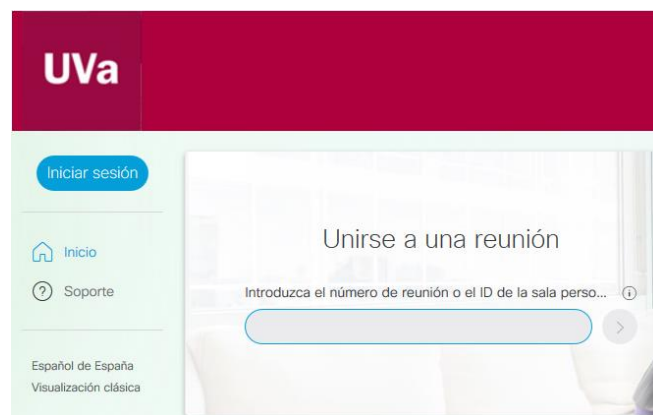 UVa
Iniciar sesión
Inicio
Soporte
Español de España
Visualización clásica
Unirse a una reunión
Introduzca el número de reunión o el ID de la sala perso...